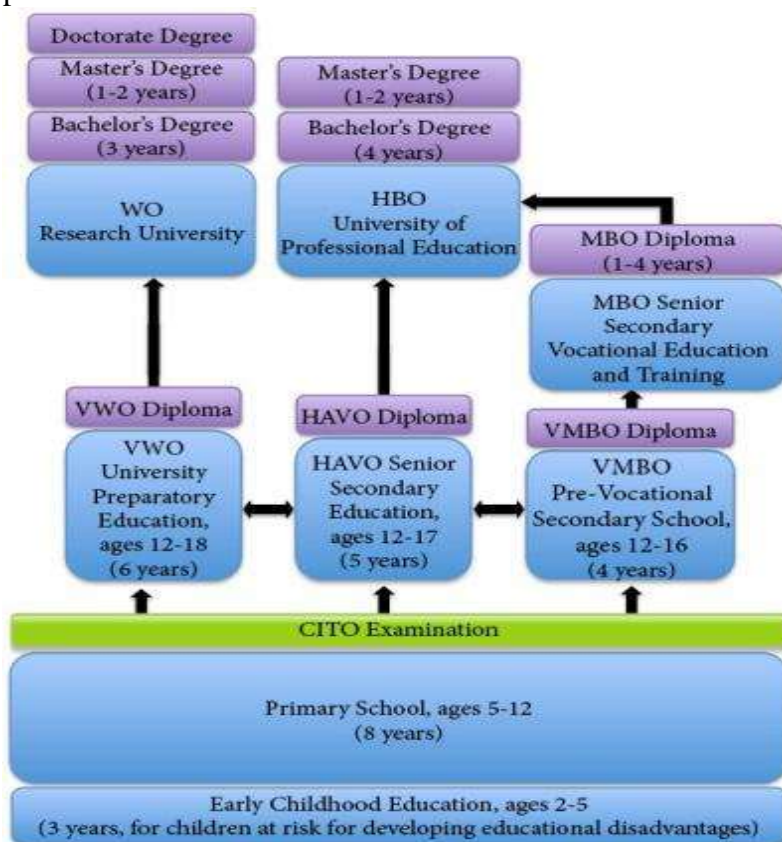 Doctorate Degree
Master's Degree
(1-2 years)
Bachelor's Degree
(3 years)
WO
Research University
Master's Degree
(1-2 years)
Bachelor's Degree
(4 years)
HBO
University of
Professional Education
MBO Diploma
(1-4 years)
MBO Senior
Secondary
Vocational Education
and Training
VWO Diploma
VWO
University
Preparatory
Education,
ages 12-18
(6 years)
HAVO Diploma
HAVO Senior
Secondary
Education,
ages 12-17
(5 years)
VMBO Diploma
VMBO
Pre-Vocational
Secondary School,
ages 12-16
(4 years)
CITO Examination
Primary School, ages 5-12
(8 years)
Early Childhood Education, ages 2-5
(3 years, for children at risk for developing educational disadvantages)